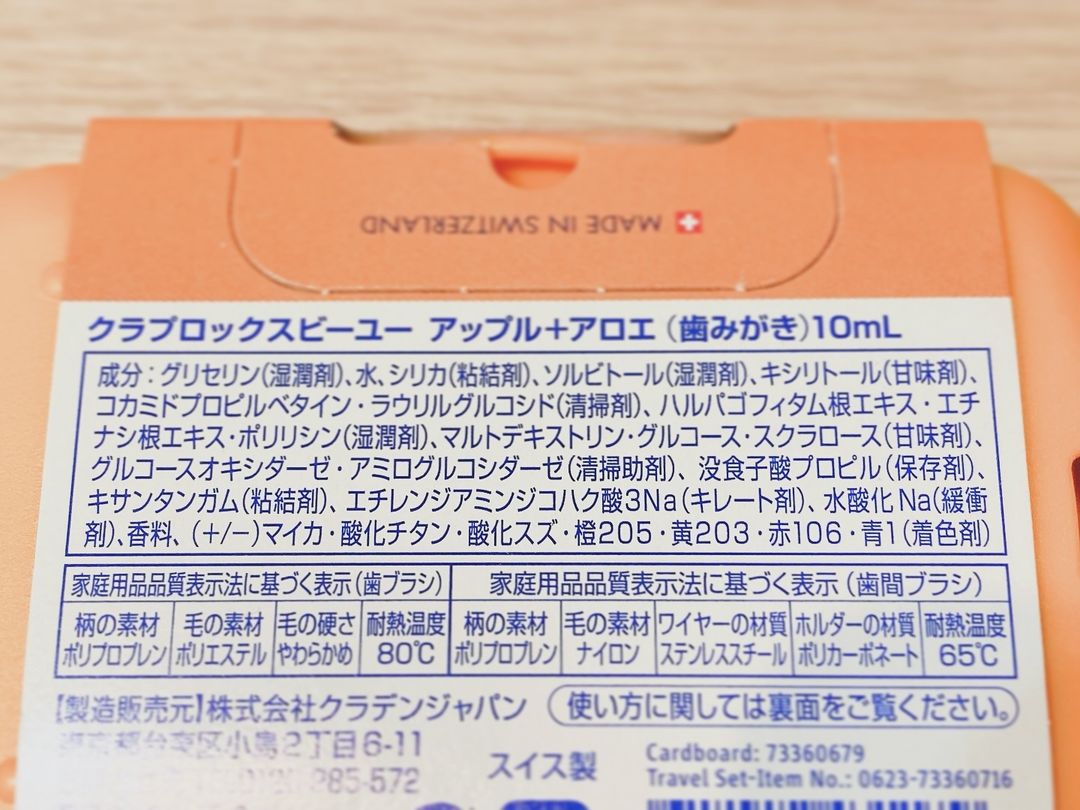 MADE IN SWITZERLAND
クラプロックスビーユー アップル+アロエ(歯みがき)10mL
成分:グリセリン(湿潤剤)、水、シリカ(粘結剤)、ソルビトール(湿潤剤)、キシリトール(甘味剤)、
コカミドプロピルベタイン・ラウリルグルコシド(清掃剤)、ハルパゴフィタム根エキス・エチ
ナシ根エキス・ポリリシン(湿潤剤)、マルトデキストリン・グルコース・スクラロース(甘味剤)、
グルコースオキシダーゼ・アミログルコシダーゼ(清掃助剤)、没食子酸プロピル(保存剤)、
キサンタンガム(粘結剤)、エチレンジアミンジコハク酸3Na(キレート剤)、水酸化Na(緩衝
剤)、香料、(+/−)マイカ・酸化チタン・酸化スズ・橙205・黄203・赤106・青1(着色剤)
家庭用品品質表示法に基づく表示(歯ブラシ) 家庭用品品質表示法に基づく表示(歯間ブラシ)
柄の素材 毛の素材 毛の硬さ 耐熱温度 柄の素材 毛の素材 ワイヤーの材質 ホルダーの材質 耐熱温度
ポリプロプレン ポリエステル やわらかめ 80℃ ポリプロプレン ナイロン ステンレススチール ポリカーボネート 65℃
【製造販売元】株式会社クラデンジャパン 使い方に関しては裏面をご覧ください。
東京都台東区小島2丁目6-11
スイス製
Cardboard: 73360679
Travel Set-Item No.: 0623-73360716
285-572